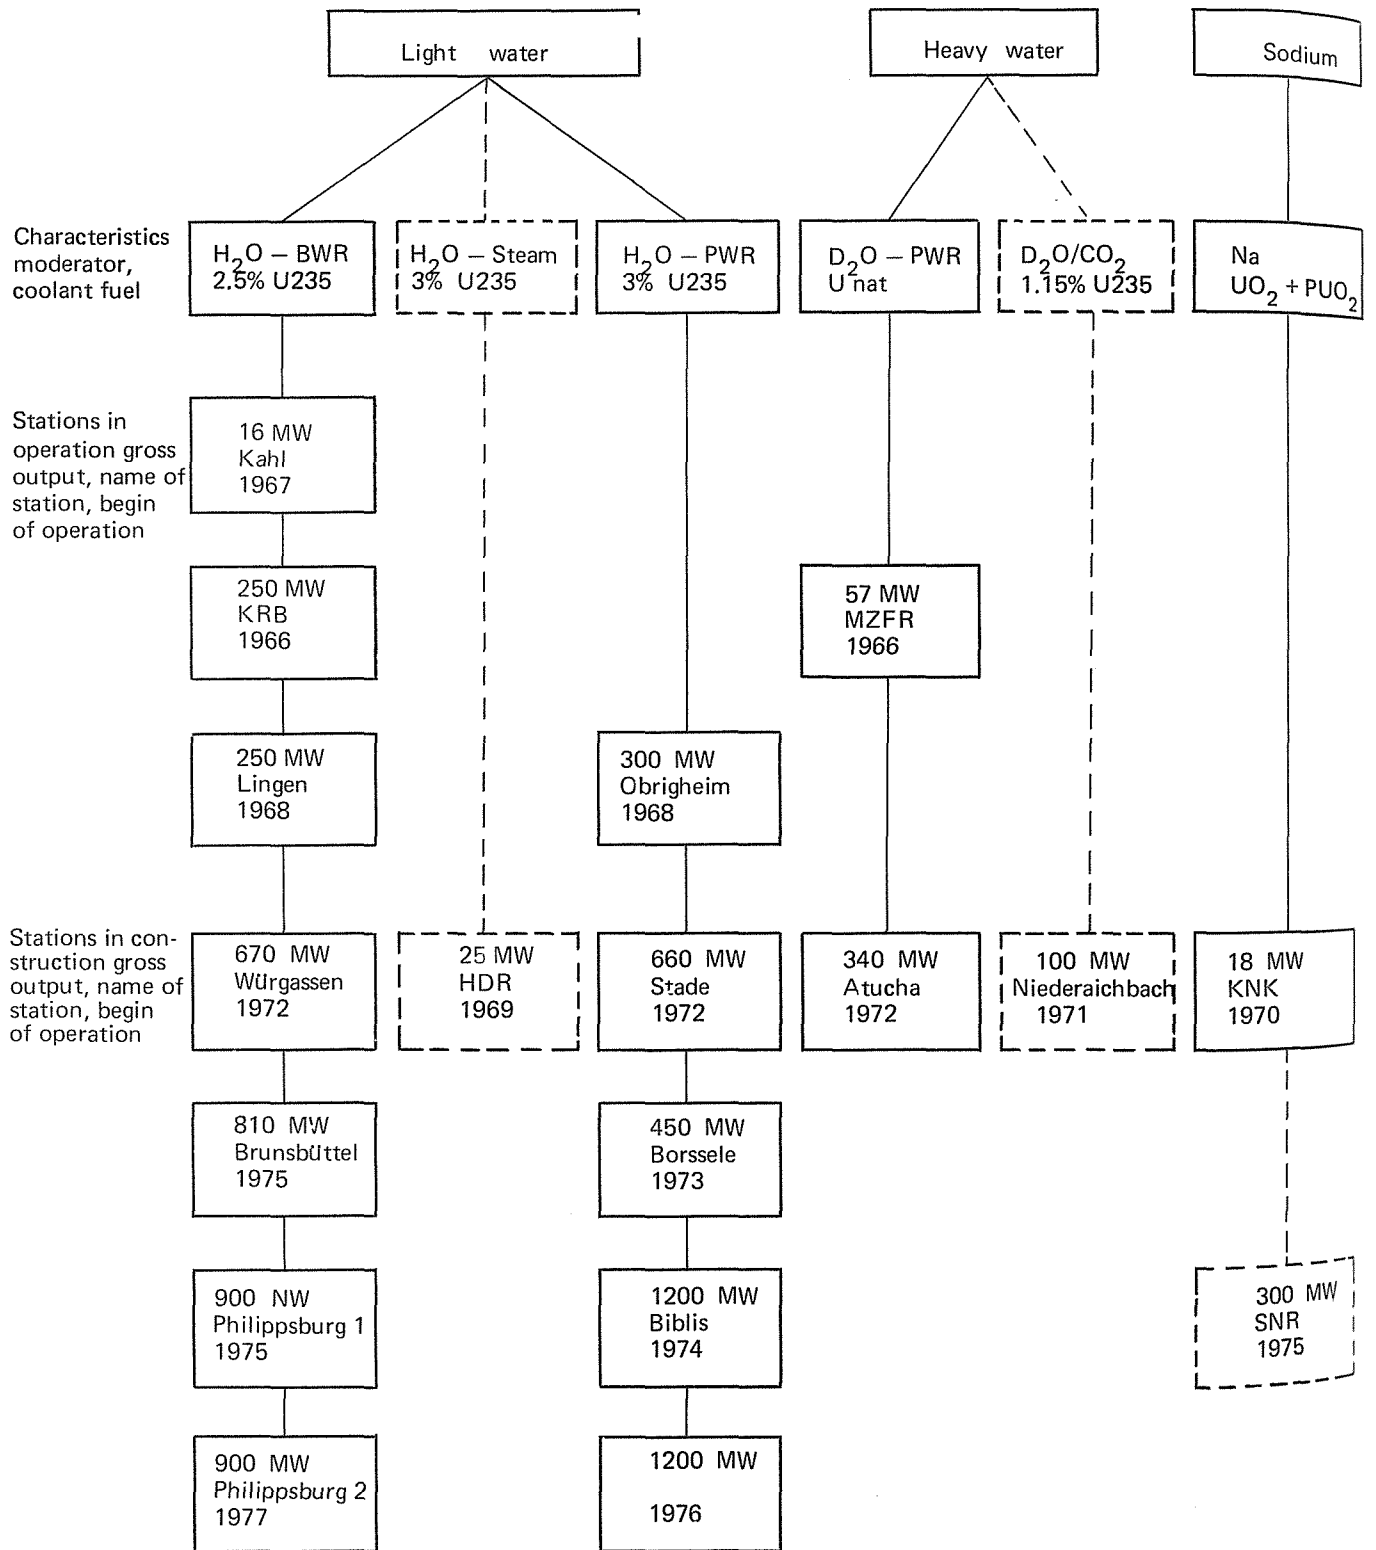 Light water
Heavy water
Sodium
Characteristics
moderator,
coolant fuel
H2O – BWR
2.5% U235
H2O – Steam
3% U235
H2O – PWR
3% U235
D2O – PWR
U nat
D2O/CO2
1.15% U235
Na
UO2 + PUO2
Stations in
operation gross
output, name of
station, begin
of operation
16 MW
Kahl
1967
250 MW
KRB
1966
57 MW
MZFR
1966
250 MW
Lingen
1968
300 MW
Obrigheim
1968
Stations in con-
struction gross
output, name of
station, begin
of operation
670 MW
Würgassen
1972
25 MW
HDR
1969
660 MW
Stade
1972
340 MW
Atucha
1972
100 MW
Niederaichbach
1971
18 MW
KNK
1970
810 MW
Brunsbüttel
1975
450 MW
Borssele
1973
900 NW
Philippsburg 1
1975
1200 MW
Biblis
1974
300 MW
SNR
1975
900 MW
Philippsburg 2
1977
1200 MW
1976